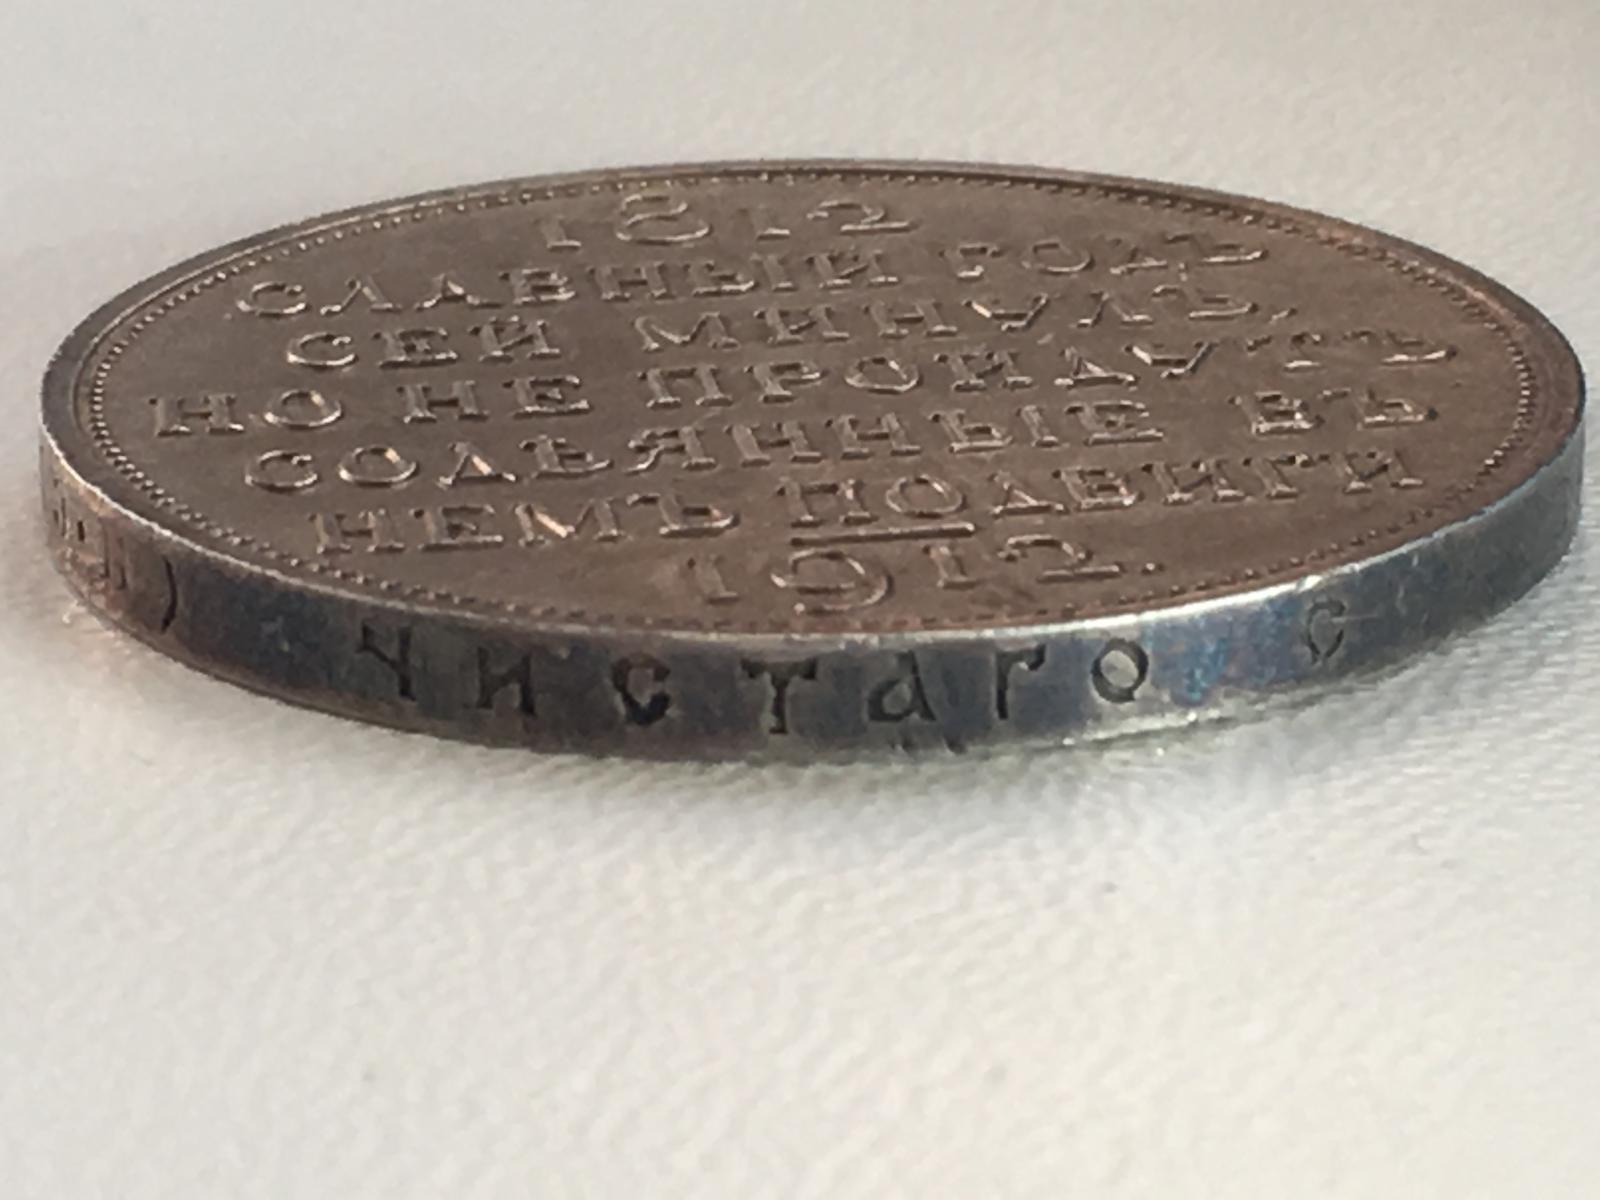 1812
СЛАВНЫЙ ГОДЪ
СЕЙ МИНУЛЪ,
НО НЕ ПРОЙДУТЪ
СОДѢЯННЫЕ ВЪ
НЕМЪ ПОДВИГИ
1912.
) чистаго с